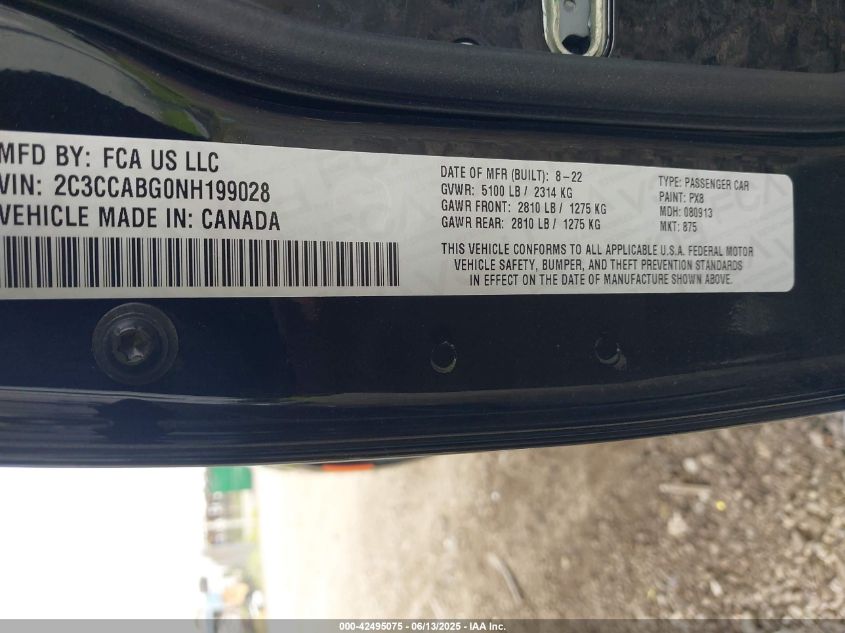 MFD BY: FCA US LLC
VIN: 2C3CCABG0NH199028
VEHICLE MADE IN: CANADA
DATE OF MFR (BUILT): 8-22
GVWR: 5100 LB / 2314 KG
GAWR FRONT: 2810 LB / 1275 KG
GAWR REAR: 2810 LB / 1275 KG
TYPE: PASSENGER CAR
PAINT: PX8
MDH: 080913
MKT: 875
THIS VEHICLE CONFORMS TO ALL APPLICABLE U.S.A. FEDERAL MOTOR
VEHICLE SAFETY, BUMPER, AND THEFT PREVENTION STANDARDS
IN EFFECT ON THE DATE OF MANUFACTURE SHOWN ABOVE.
000-42495075 - 06/13/2025 - IAA Inc.